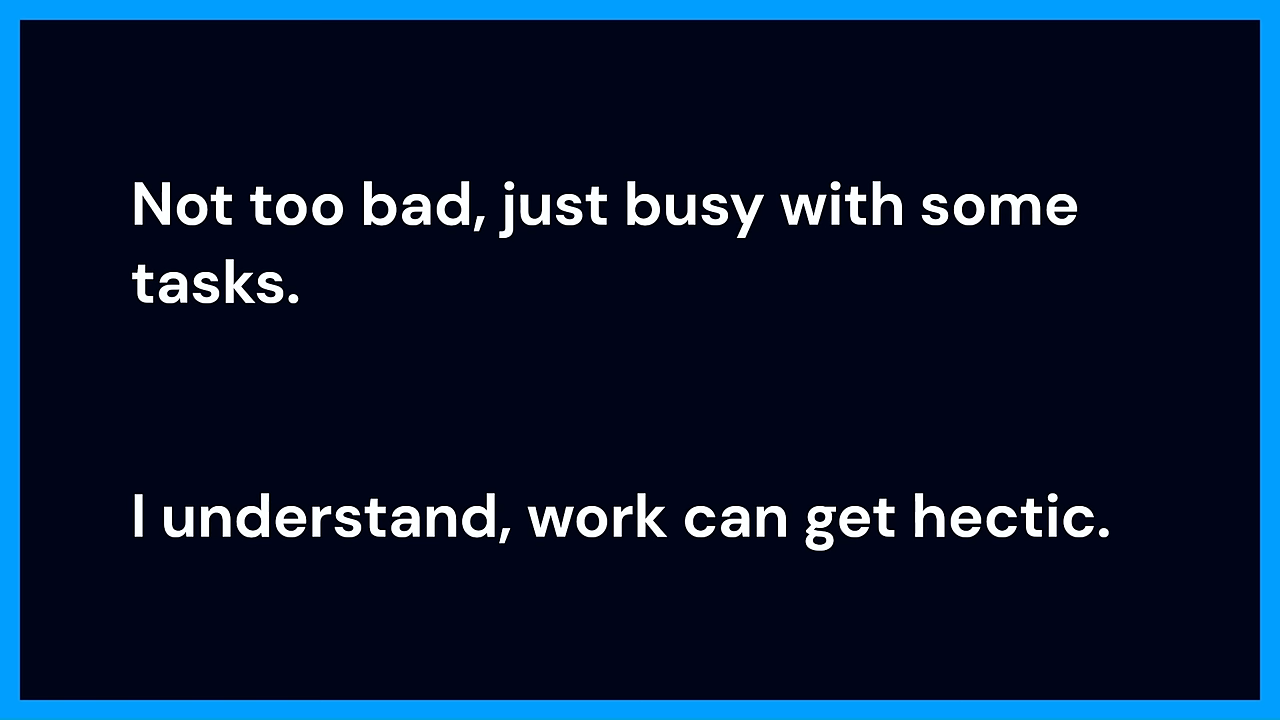 Not too bad, just busy with some
tasks.
I understand, work can get hectic.